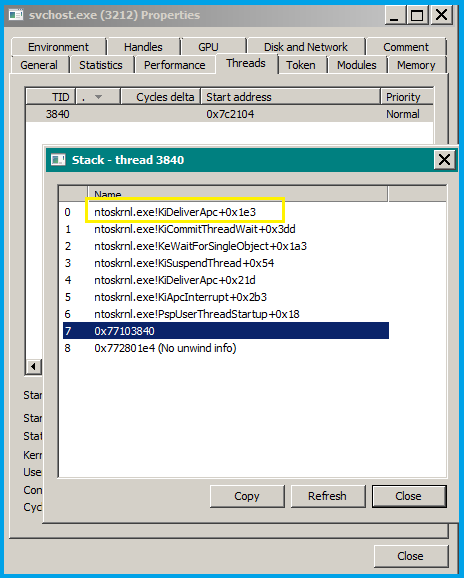 svchost.exe (3212) Properties
Environment Handles GPU Disk and Network Comment
General Statistics Performance Threads Token Modules Memory
TID . Cycles delta Start address Priority
3840 0x7c2104 Normal
Stack - thread 3840
Name
0 ntoskrnl.exe!KiDeliverApc+0x1e3
1 ntoskrnl.exe!KiCommitThreadWait+0x3dd
2 ntoskrnl.exe!KeWaitForSingleObject+0x1a3
3 ntoskrnl.exe!KiSuspendThread+0x54
4 ntoskrnl.exe!KiDeliverApc+0x21d
5 ntoskrnl.exe!KiApcInterrupt+0x2b3
6 ntoskrnl.exe!PspUserThreadStartup+0x18
7 0x77103840
8 0x772801e4 (No unwind info)
Star
Star
Stat
Kerr
Use
Con
Cyc
Copy Refresh Close
Close